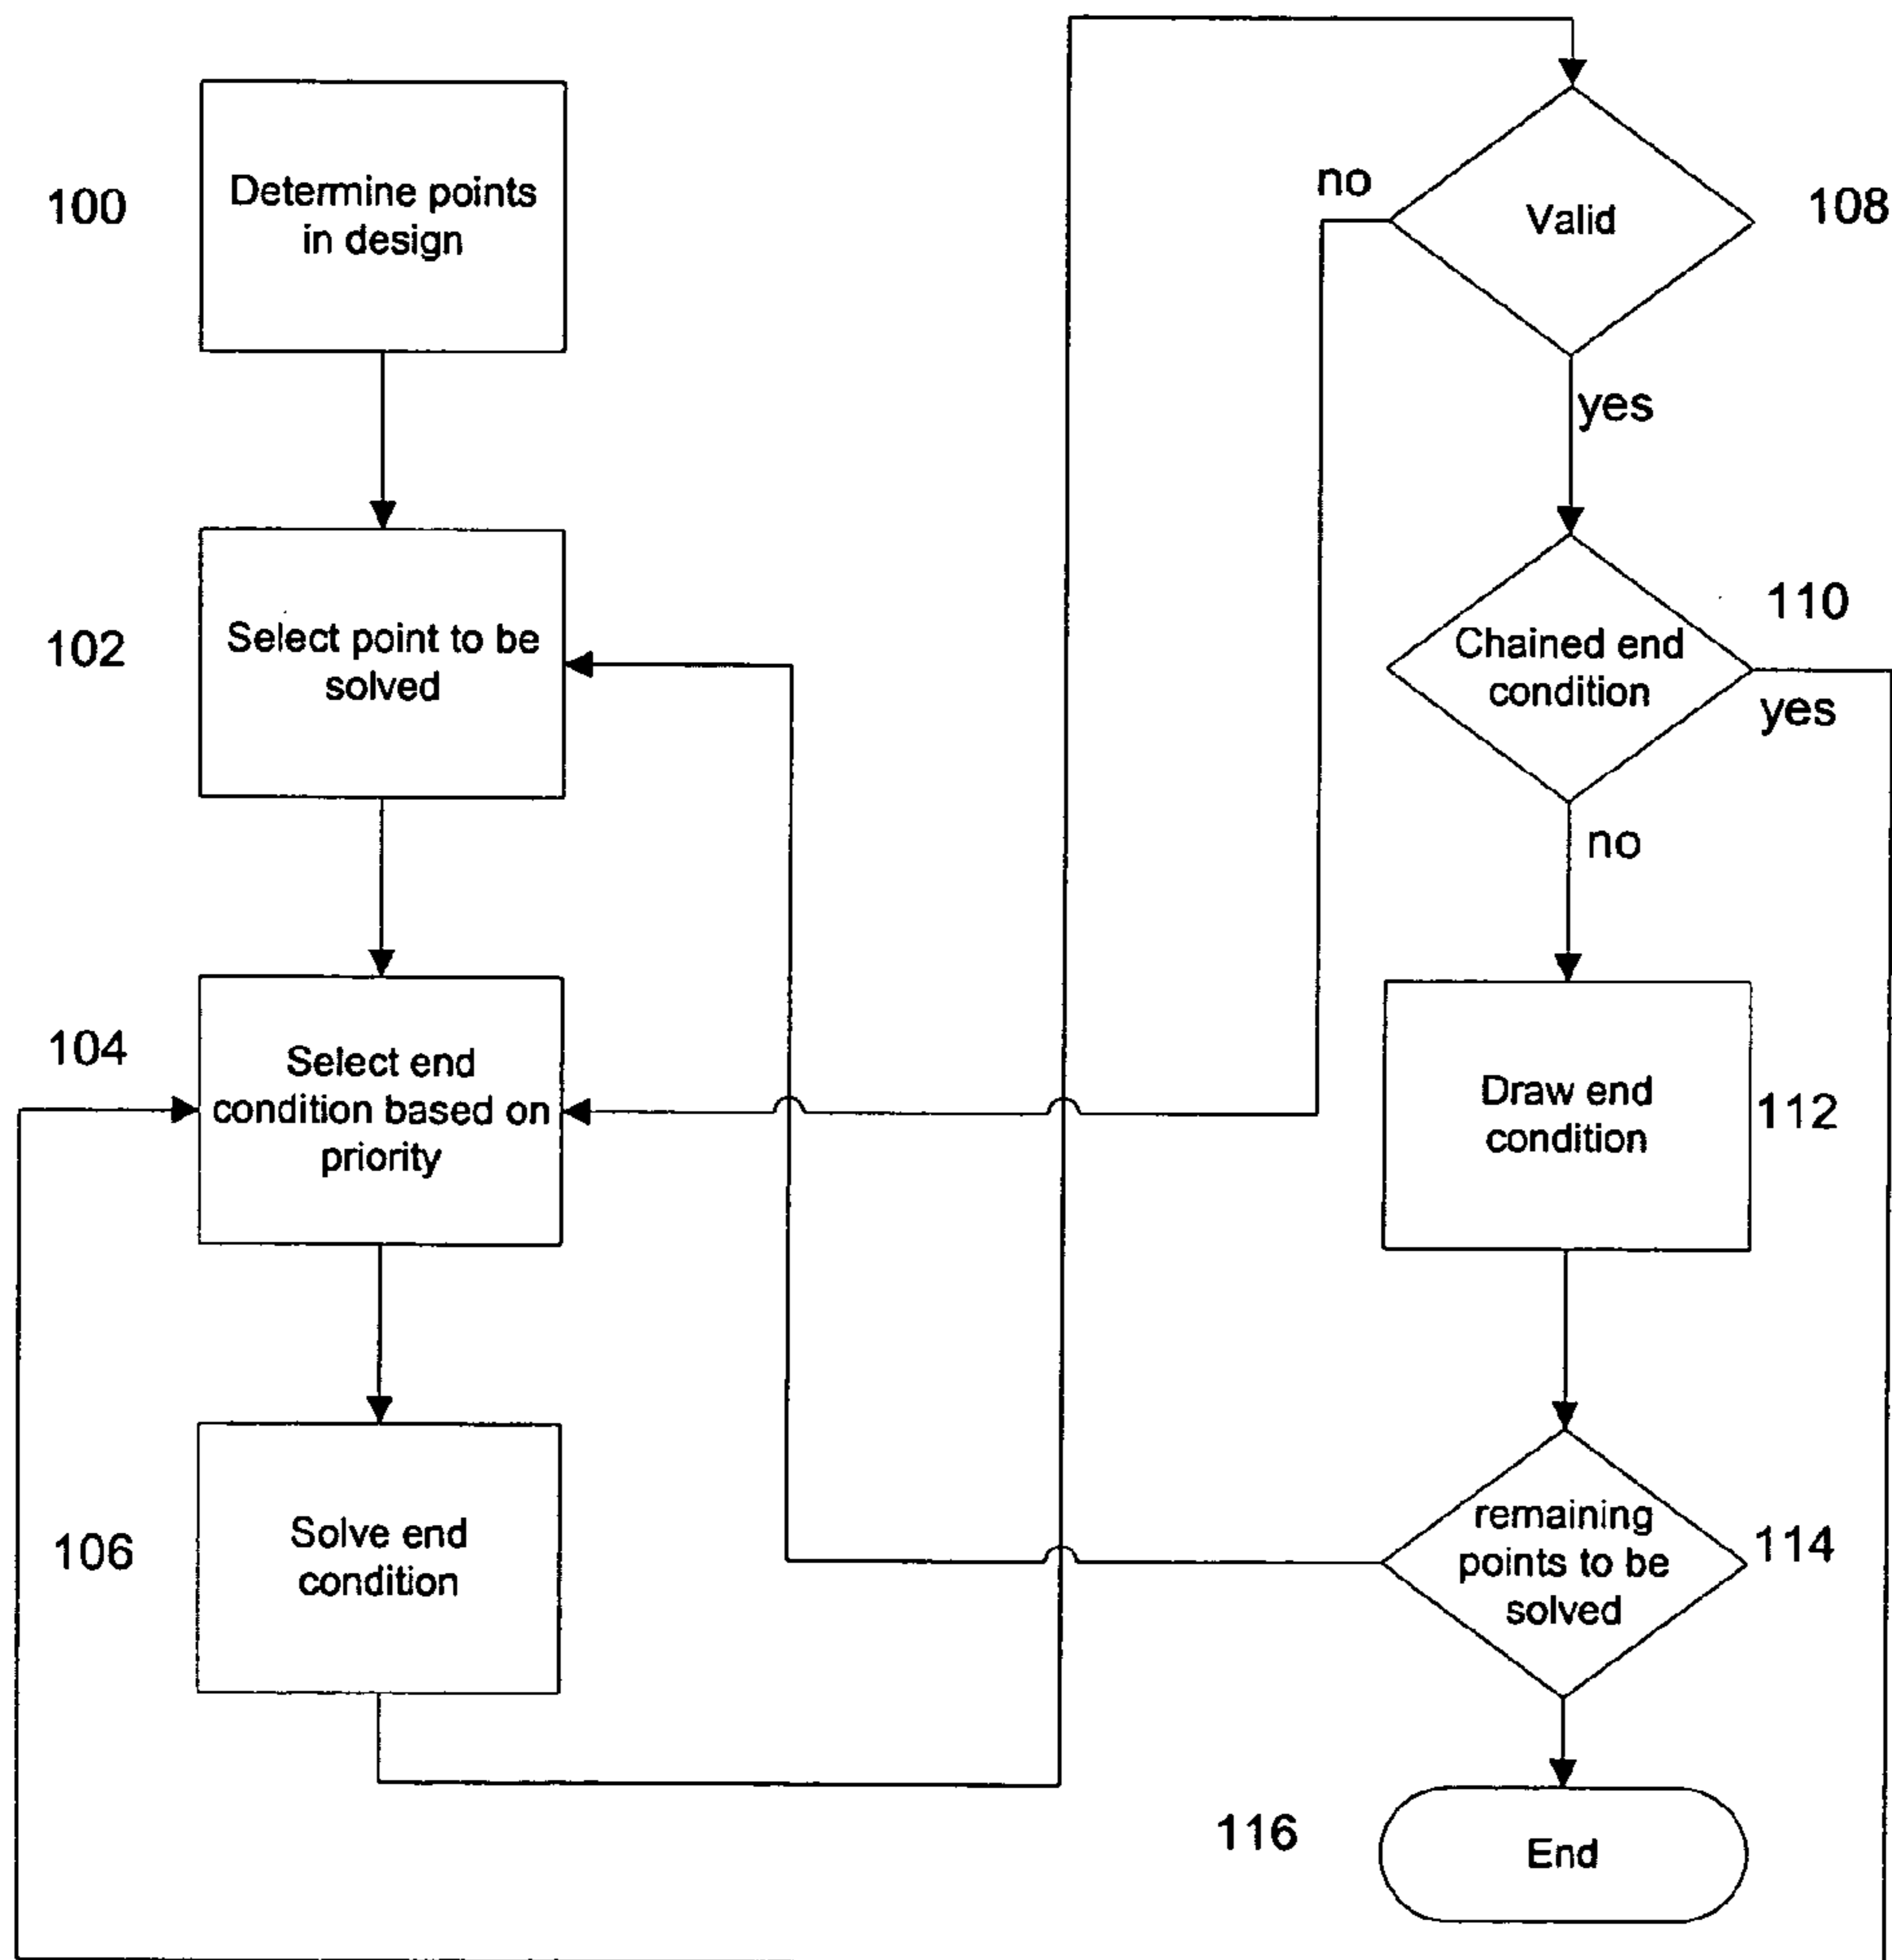 100
Determine points
in design
102
Select point to be
solved
104
Select end
condition based on
priority
106
Solve end
condition
no
Valid
108
yes
110
Chained end
condition
yes
no
Draw end
condition
112
remaining
points to be
solved
114
116
End